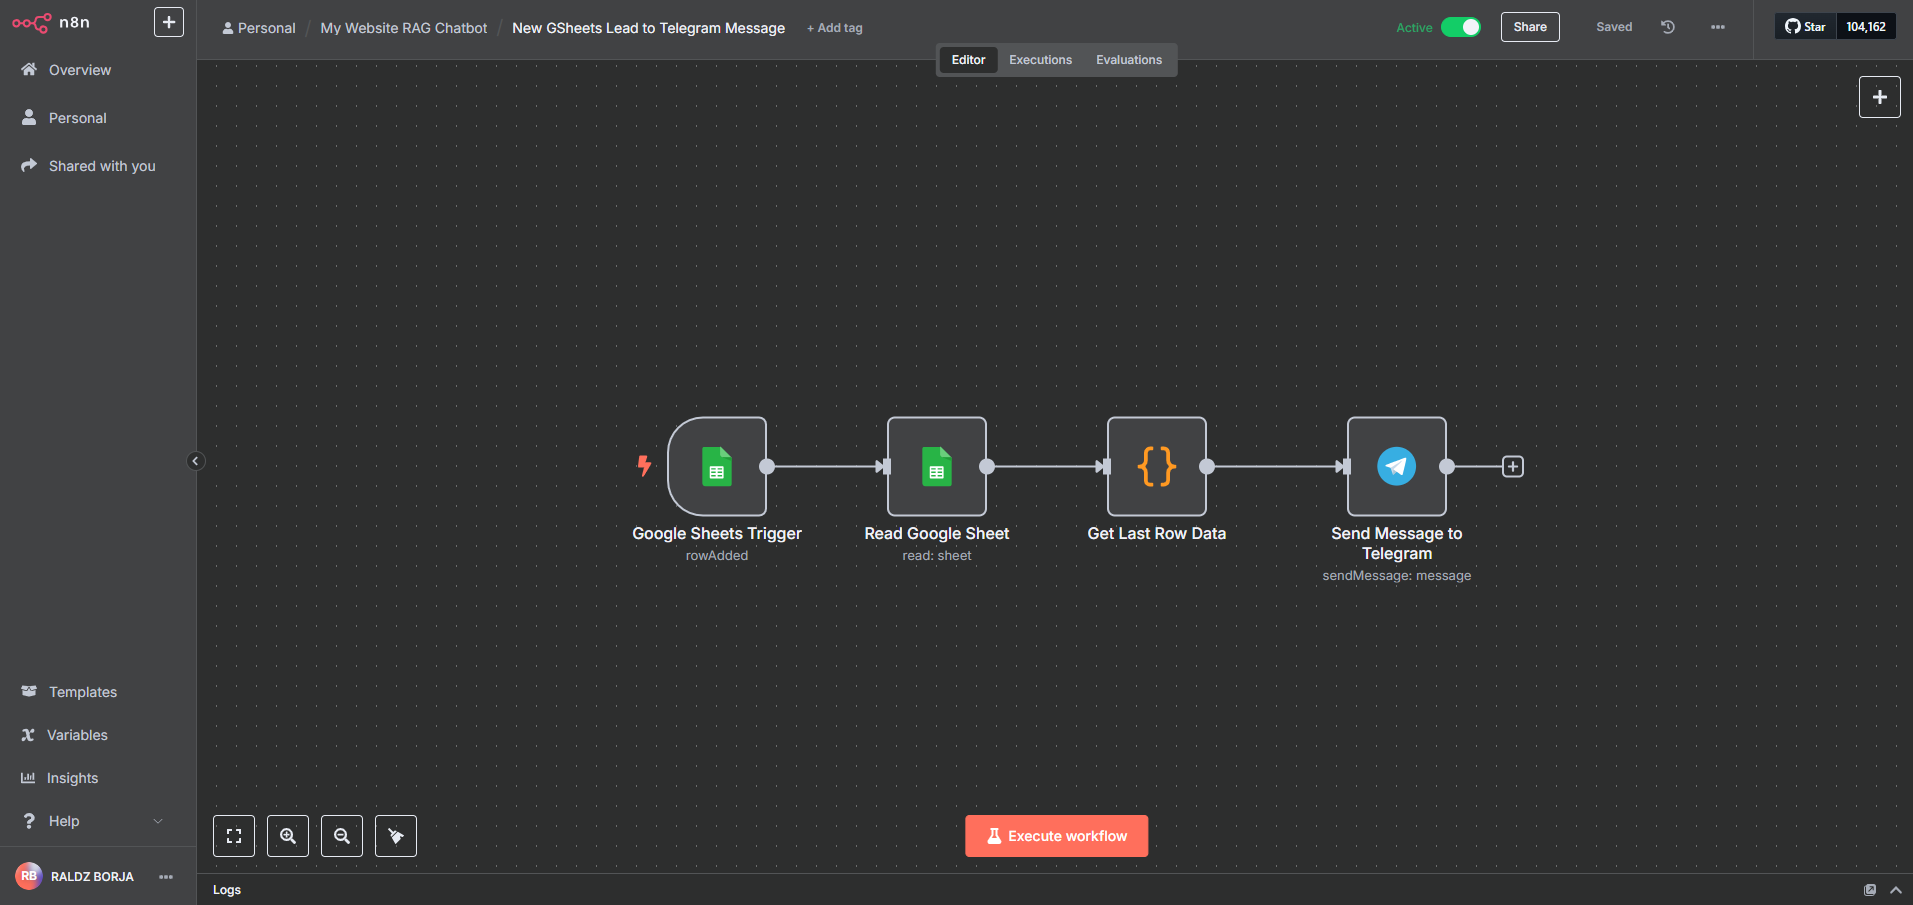 n8n
Personal / My Website RAG Chatbot / New GSheets Lead to Telegram Message + Add tag
Active
Share
Saved
Star 104,162
Editor Executions Evaluations
Overview
Personal
Shared with you
Google Sheets Trigger
rowAdded
Read Google Sheet
read: sheet
Get Last Row Data
Send Message to
Telegram
sendMessage: message
Templates
Variables
Insights
Help
Execute workflow
RB RALDZ BORJA
Logs